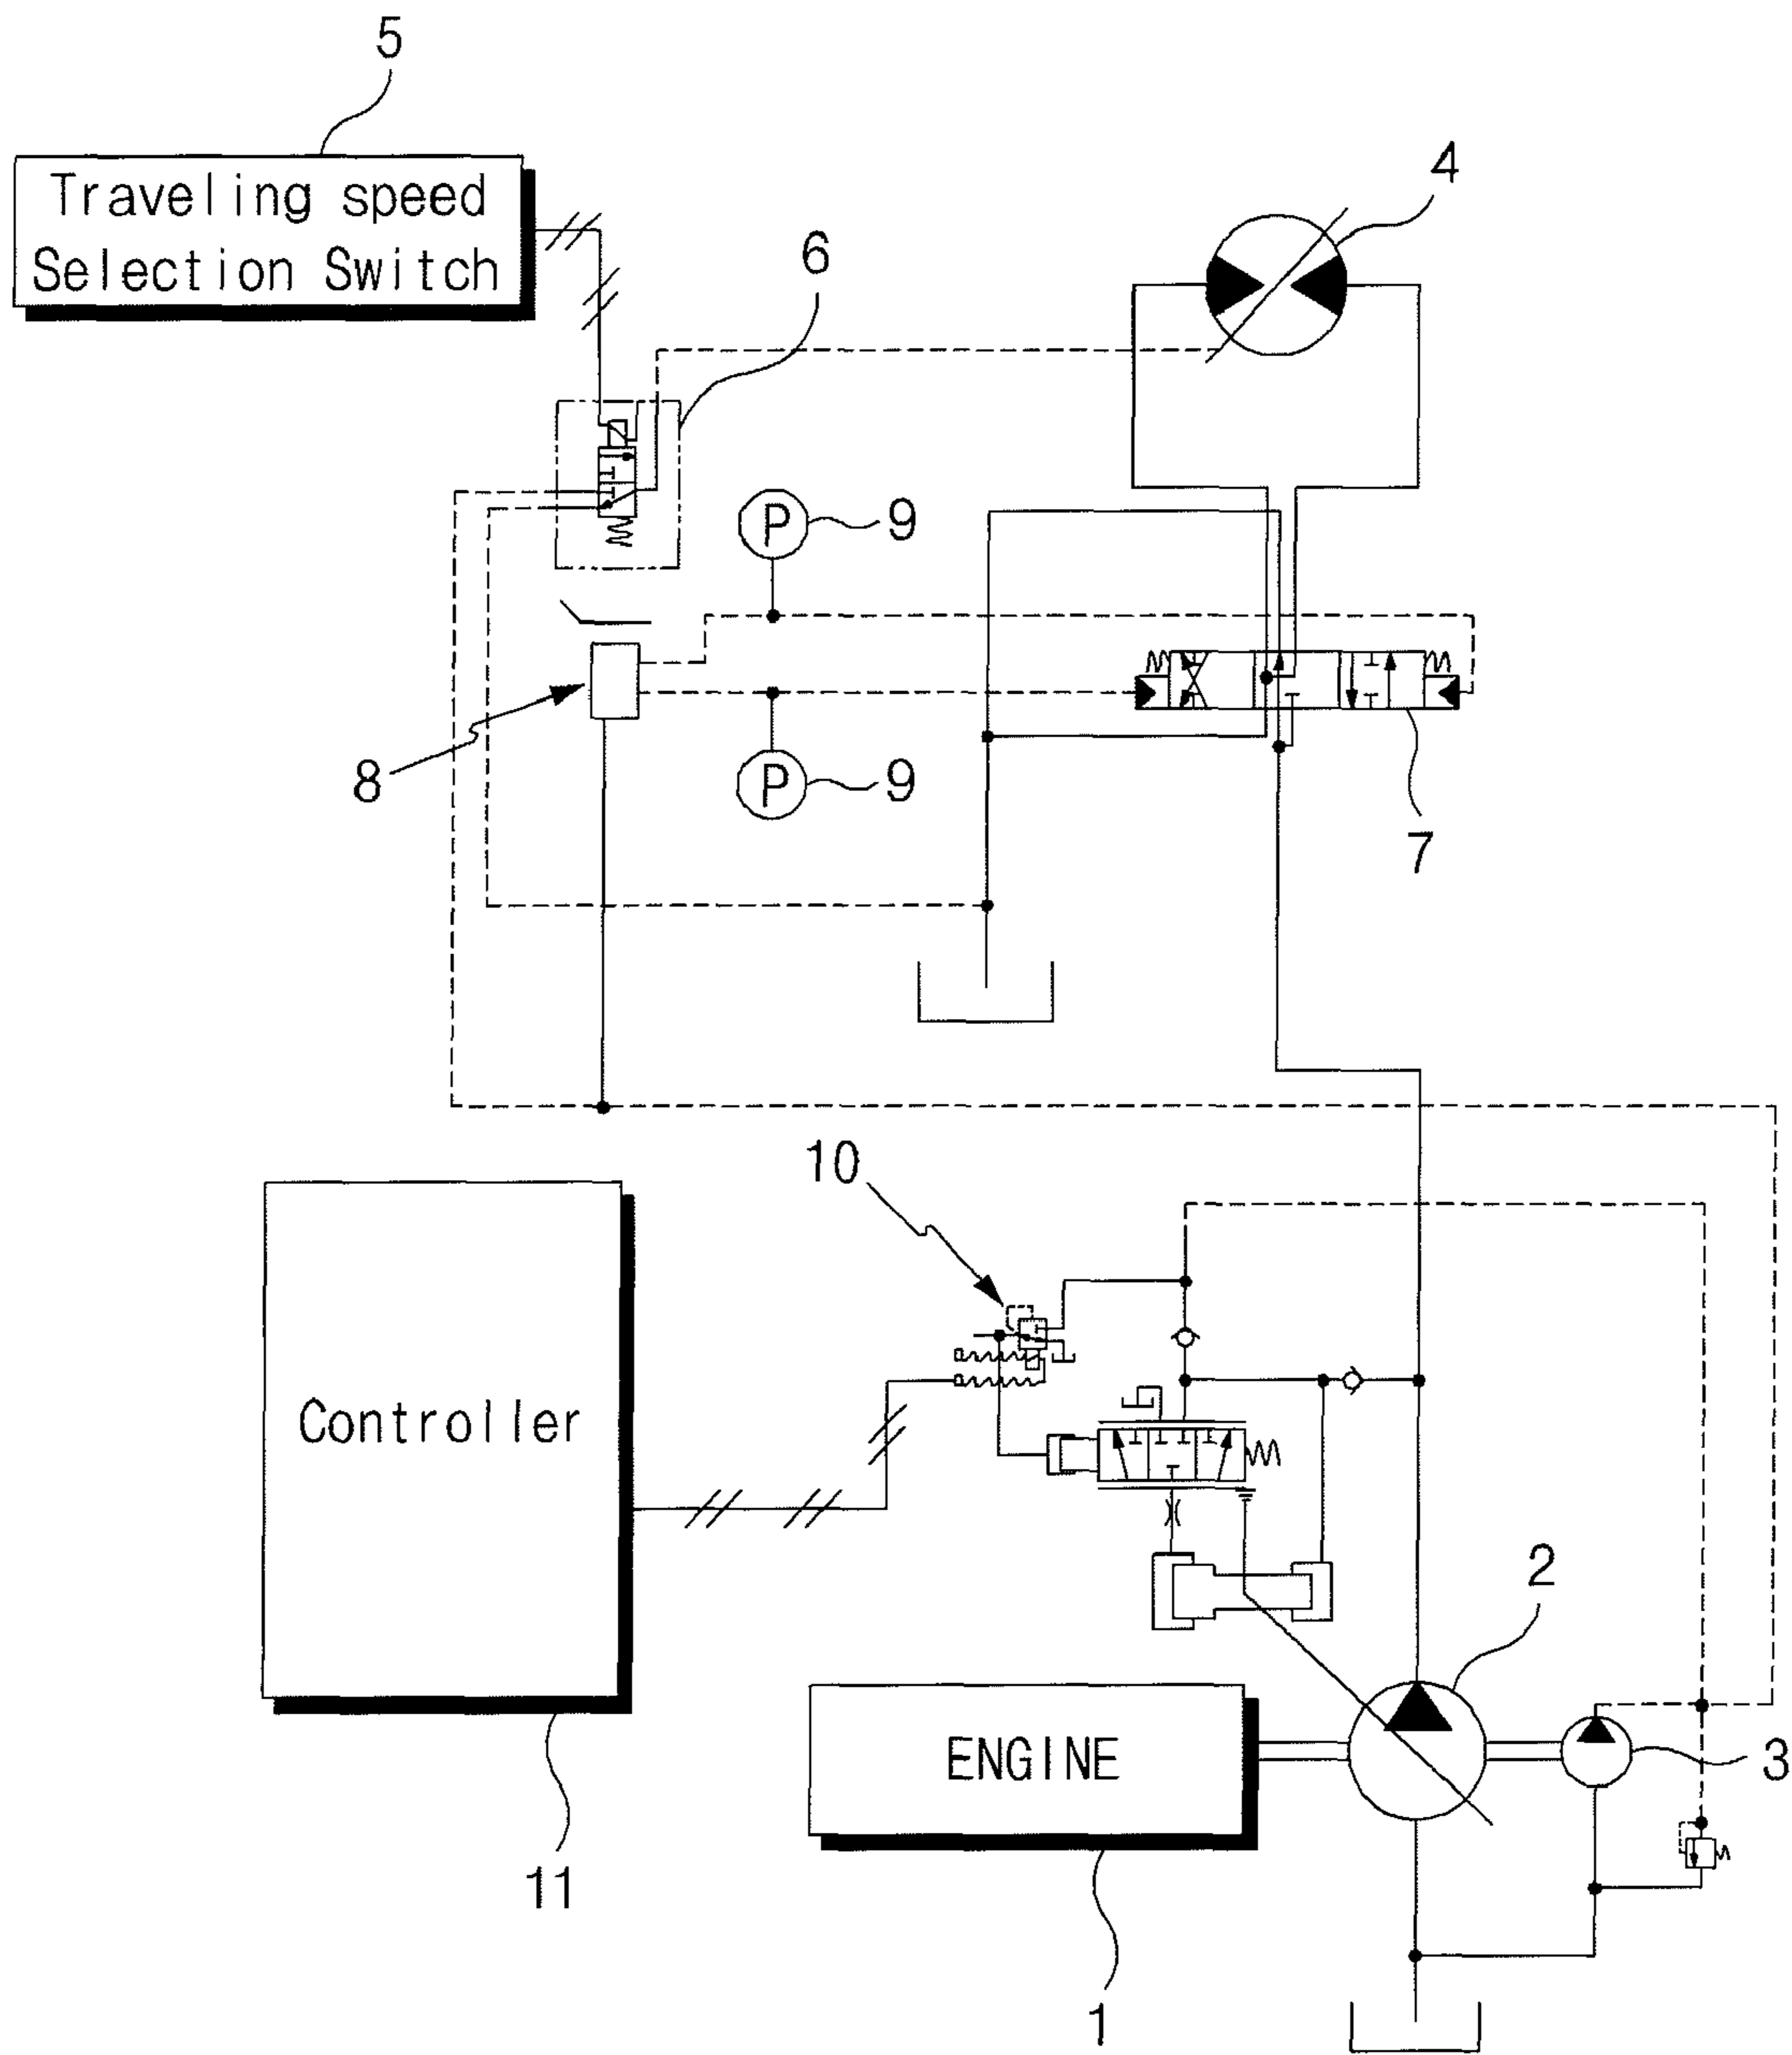 5
Traveling speed
Selection Switch
4
6
P
9
8
P
9
7
10
Controller
2
ENGINE
3
11
1